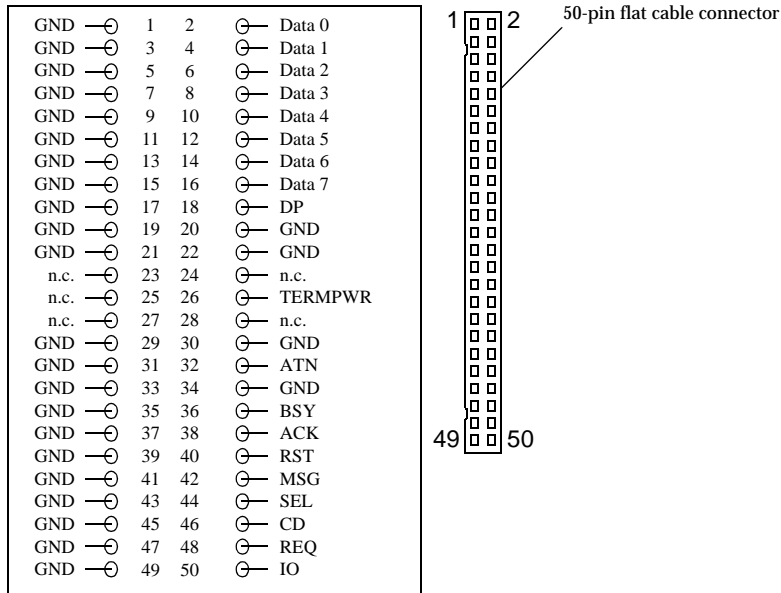 GND 1 2 Data 0
GND 3 4 Data 1
GND 5 6 Data 2
GND 7 8 Data 3
GND 9 10 Data 4
GND 11 12 Data 5
GND 13 14 Data 6
GND 15 16 Data 7
GND 17 18 DP
GND 19 20 GND
GND 21 22 GND
n.c. 23 24 n.c.
n.c. 25 26 TERMPWR
n.c. 27 28 n.c.
GND 29 30 GND
GND 31 32 ATN
GND 33 34 GND
GND 35 36 BSY
GND 37 38 ACK
GND 39 40 RST
GND 41 42 MSG
GND 43 44 SEL
GND 45 46 CD
GND 47 48 REQ
GND 49 50 IO
50-pin flat cable connector
1 2
49 50